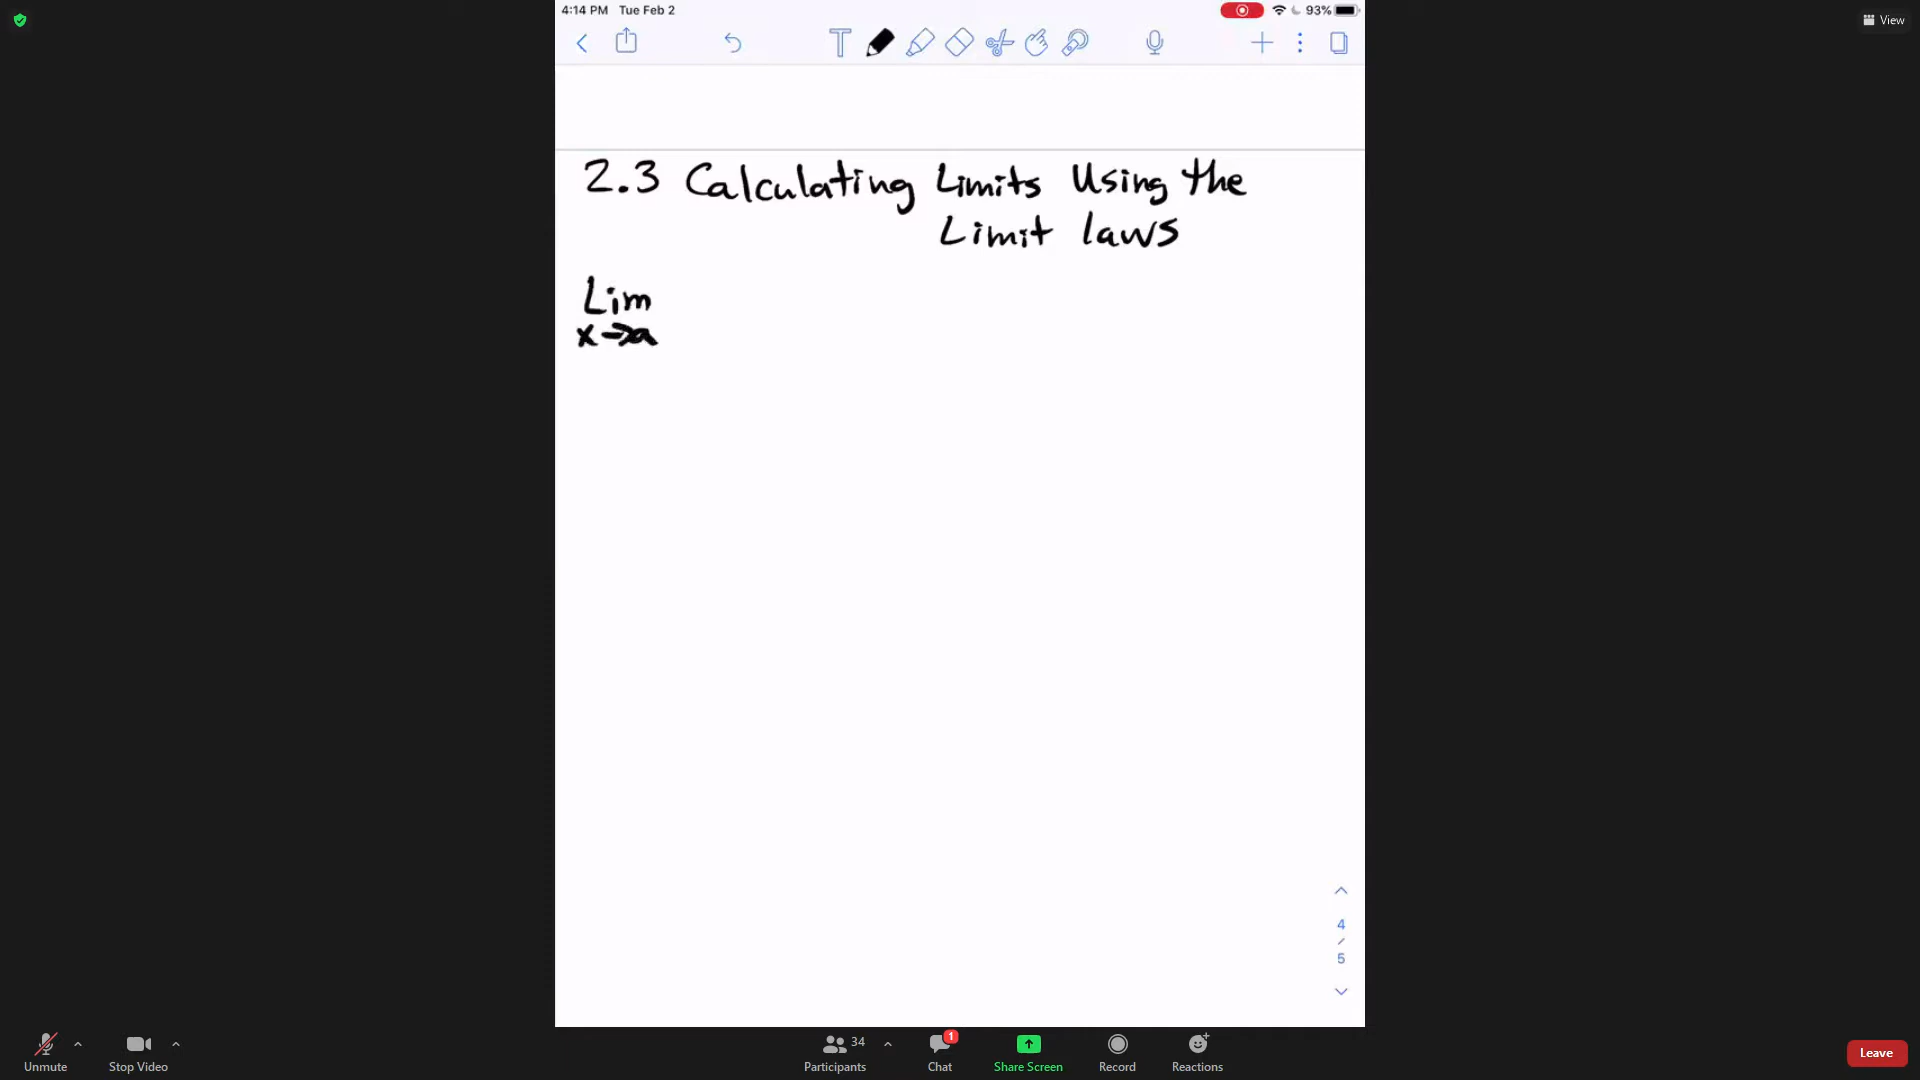 4:14 PM Tue Feb 2
93%
View
2.3 Calculating Limits Using the
Limit laws
Lim
x→a
4
/
5
Unmute
Stop Video
34
Participants
1
Chat
Share Screen
Record
Reactions
Leave